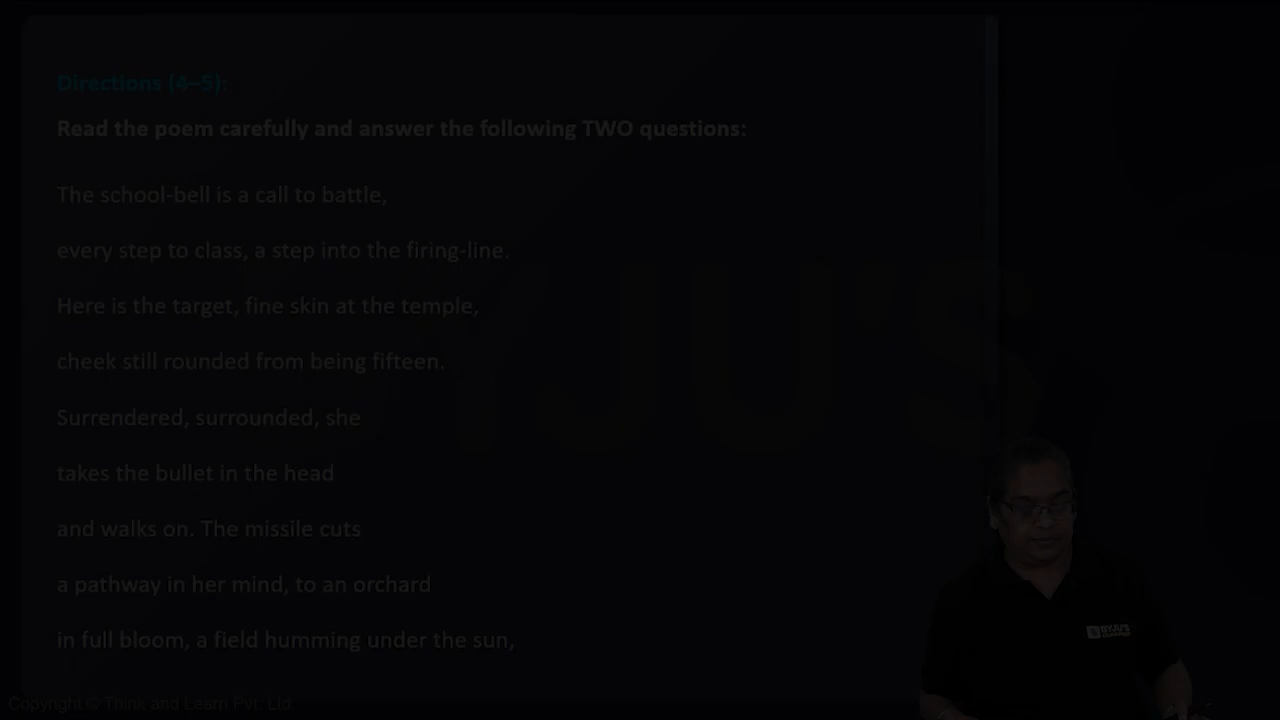 Directions (4–5):
Read the poem carefully and answer the following TWO questions:
The school-bell is a call to battle,
every step to class, a step into the firing-line.
Here is the target, fine skin at the temple,
cheek still rounded from being fifteen.
Surrendered, surrounded, she
takes the bullet in the head
and walks on. The missile cuts
a pathway in her mind, to an orchard
in full bloom, a field humming under the sun,
Copyright © Think and Learn Pvt. Ltd.
BYJU'S
BYJU'S